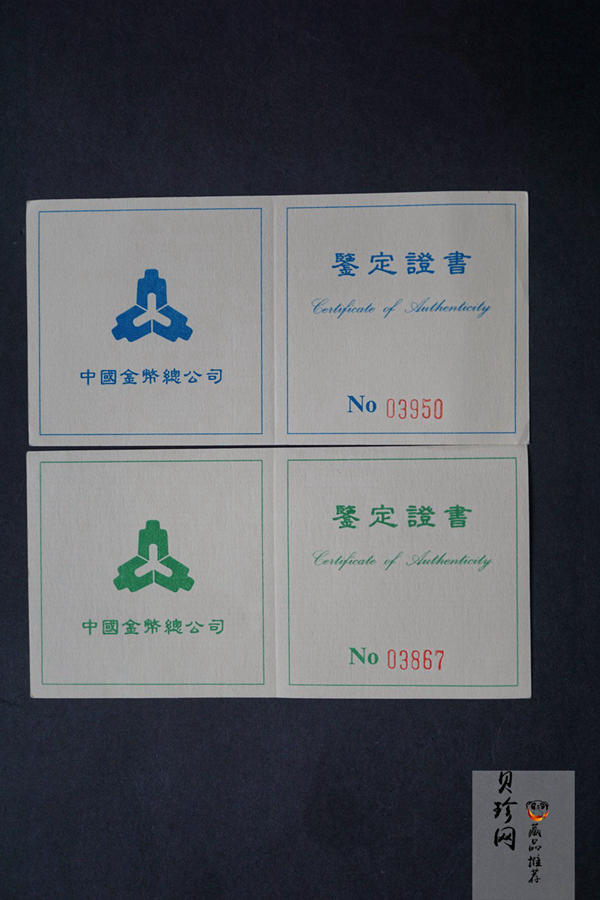 中國金幣總公司
鑒定證書
Certificate of Authenticity
No 03950
中國金幣總公司
鑒定證書
Certificate of Authenticity
No 03867
贝珍网
藏品推荐